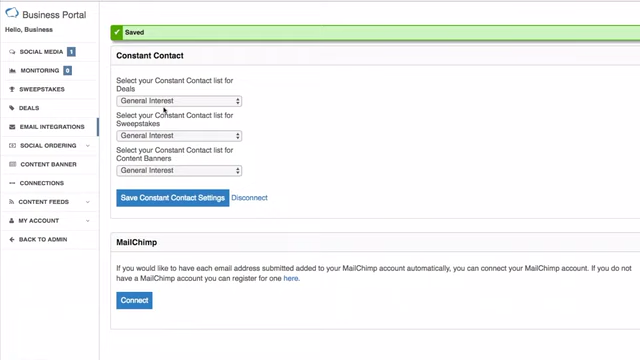 Business Portal
Hello, Business
SOCIAL MEDIA 1
MONITORING 0
SWEEPSTAKES
DEALS
EMAIL INTEGRATIONS
SOCIAL ORDERING
CONTENT BANNER
CONNECTIONS
CONTENT FEEDS
MY ACCOUNT
BACK TO ADMIN
Saved
Constant Contact
Select your Constant Contact list for
Deals
General Interest
Select your Constant Contact list for
Sweepstakes
General Interest
Select your Constant Contact list for
Content Banners
General Interest
Save Constant Contact Settings Disconnect
MailChimp
If you would like to have each email address submitted added to your MailChimp account automatically, you can connect your MailChimp account. If you do not
have a MailChimp account you can register for one here.
Connect